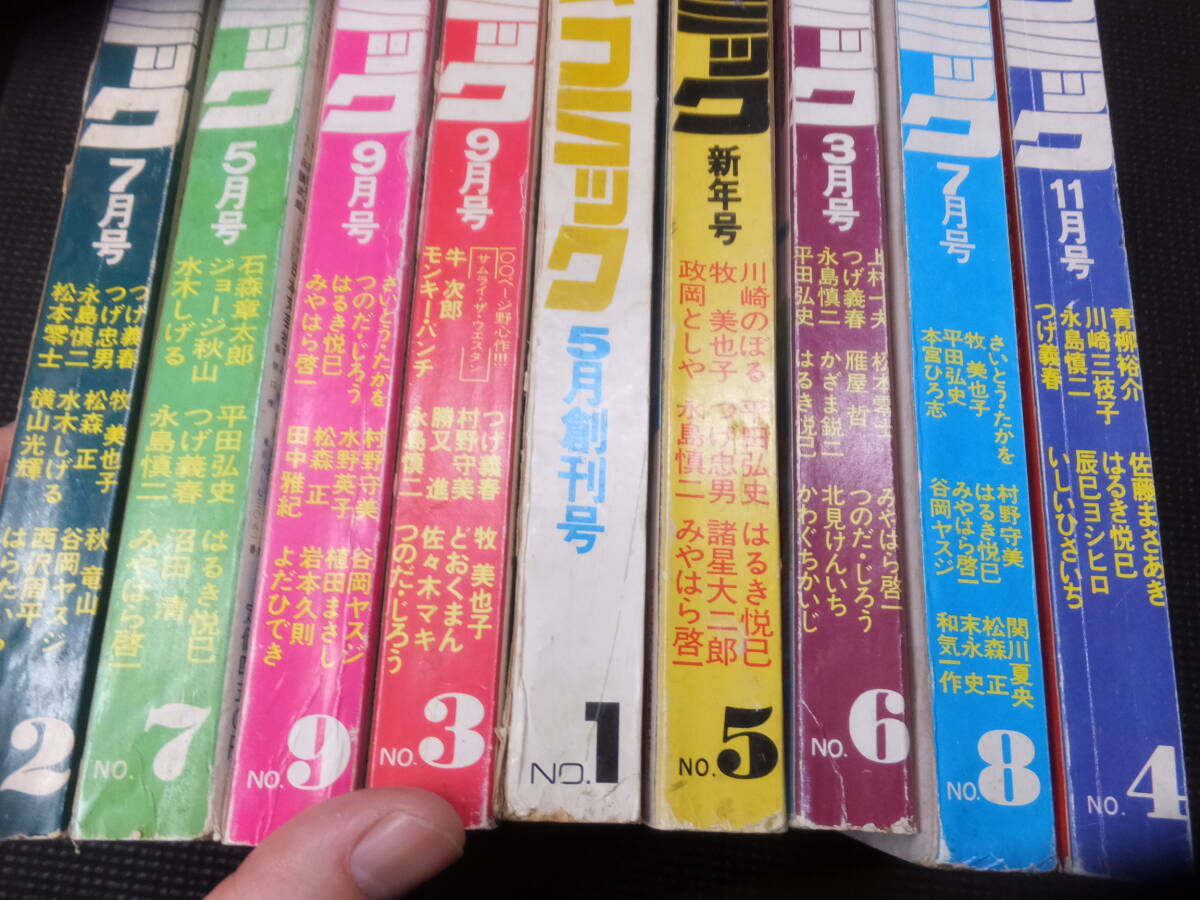 ック
7月号
つげ義春
つげ忠男
永島慎二
松本零士
牧 美也子
松森 正
水木しげる
横山光輝
秋 竜山
谷岡ヤスジ
西沢周平
2
ック
5月号
石森章太郎
ジョージ秋山
水木しげる
平田弘史
つげ義春
永島慎二
はるき悦巳
沼田 清
みやはら啓一
NO.7
ック
9月号
さいとうたかを
つのだ・じろう
はるき悦巳
みやはら啓一
村野守美
水野英子
松森 正
田中雅紀
谷岡ヤスジ
植田まさし
岩本久則
よだひでき
NO.9
ック
9月号
一〇〇ページ野心作!!!
サムライ・ザ・ウエスタン
牛 次郎
モンキー・パンチ
つげ義春
村野守美
勝又 進
永島慎二
牧 美也子
どおくまん
佐々木マキ
つのだ・じろう
NO.3
コミック
5月創刊号
NO.1
ック
新年号
川崎のぼる
牧 美也子
政岡としや
平田弘史
つげ忠男
永島慎二
はるき悦巳
諸星大二郎
みやはら啓一
NO.5
ック
3月号
上村一夫
つげ義春
永島慎二
平田弘史
松本零士
雁屋 哲
かざま鋭二
はるき悦巳
みやはら啓一
つのだ・じろう
北見けんいち
かわぐちかいじ
NO.6
ック
7月号
さいとうたかを
牧 美也子
平田弘史
本宮ひろ志
村野守美
はるき悦巳
みやはら啓一
谷岡ヤスジ
関川夏央
松森 正
末永 史
和気一作
NO.8
ック
11月号
青柳裕介
川崎三枝子
永島慎二
つげ義春
佐藤まさあき
はるき悦巳
辰巳ヨシヒロ
いしいひさいち
NO.4